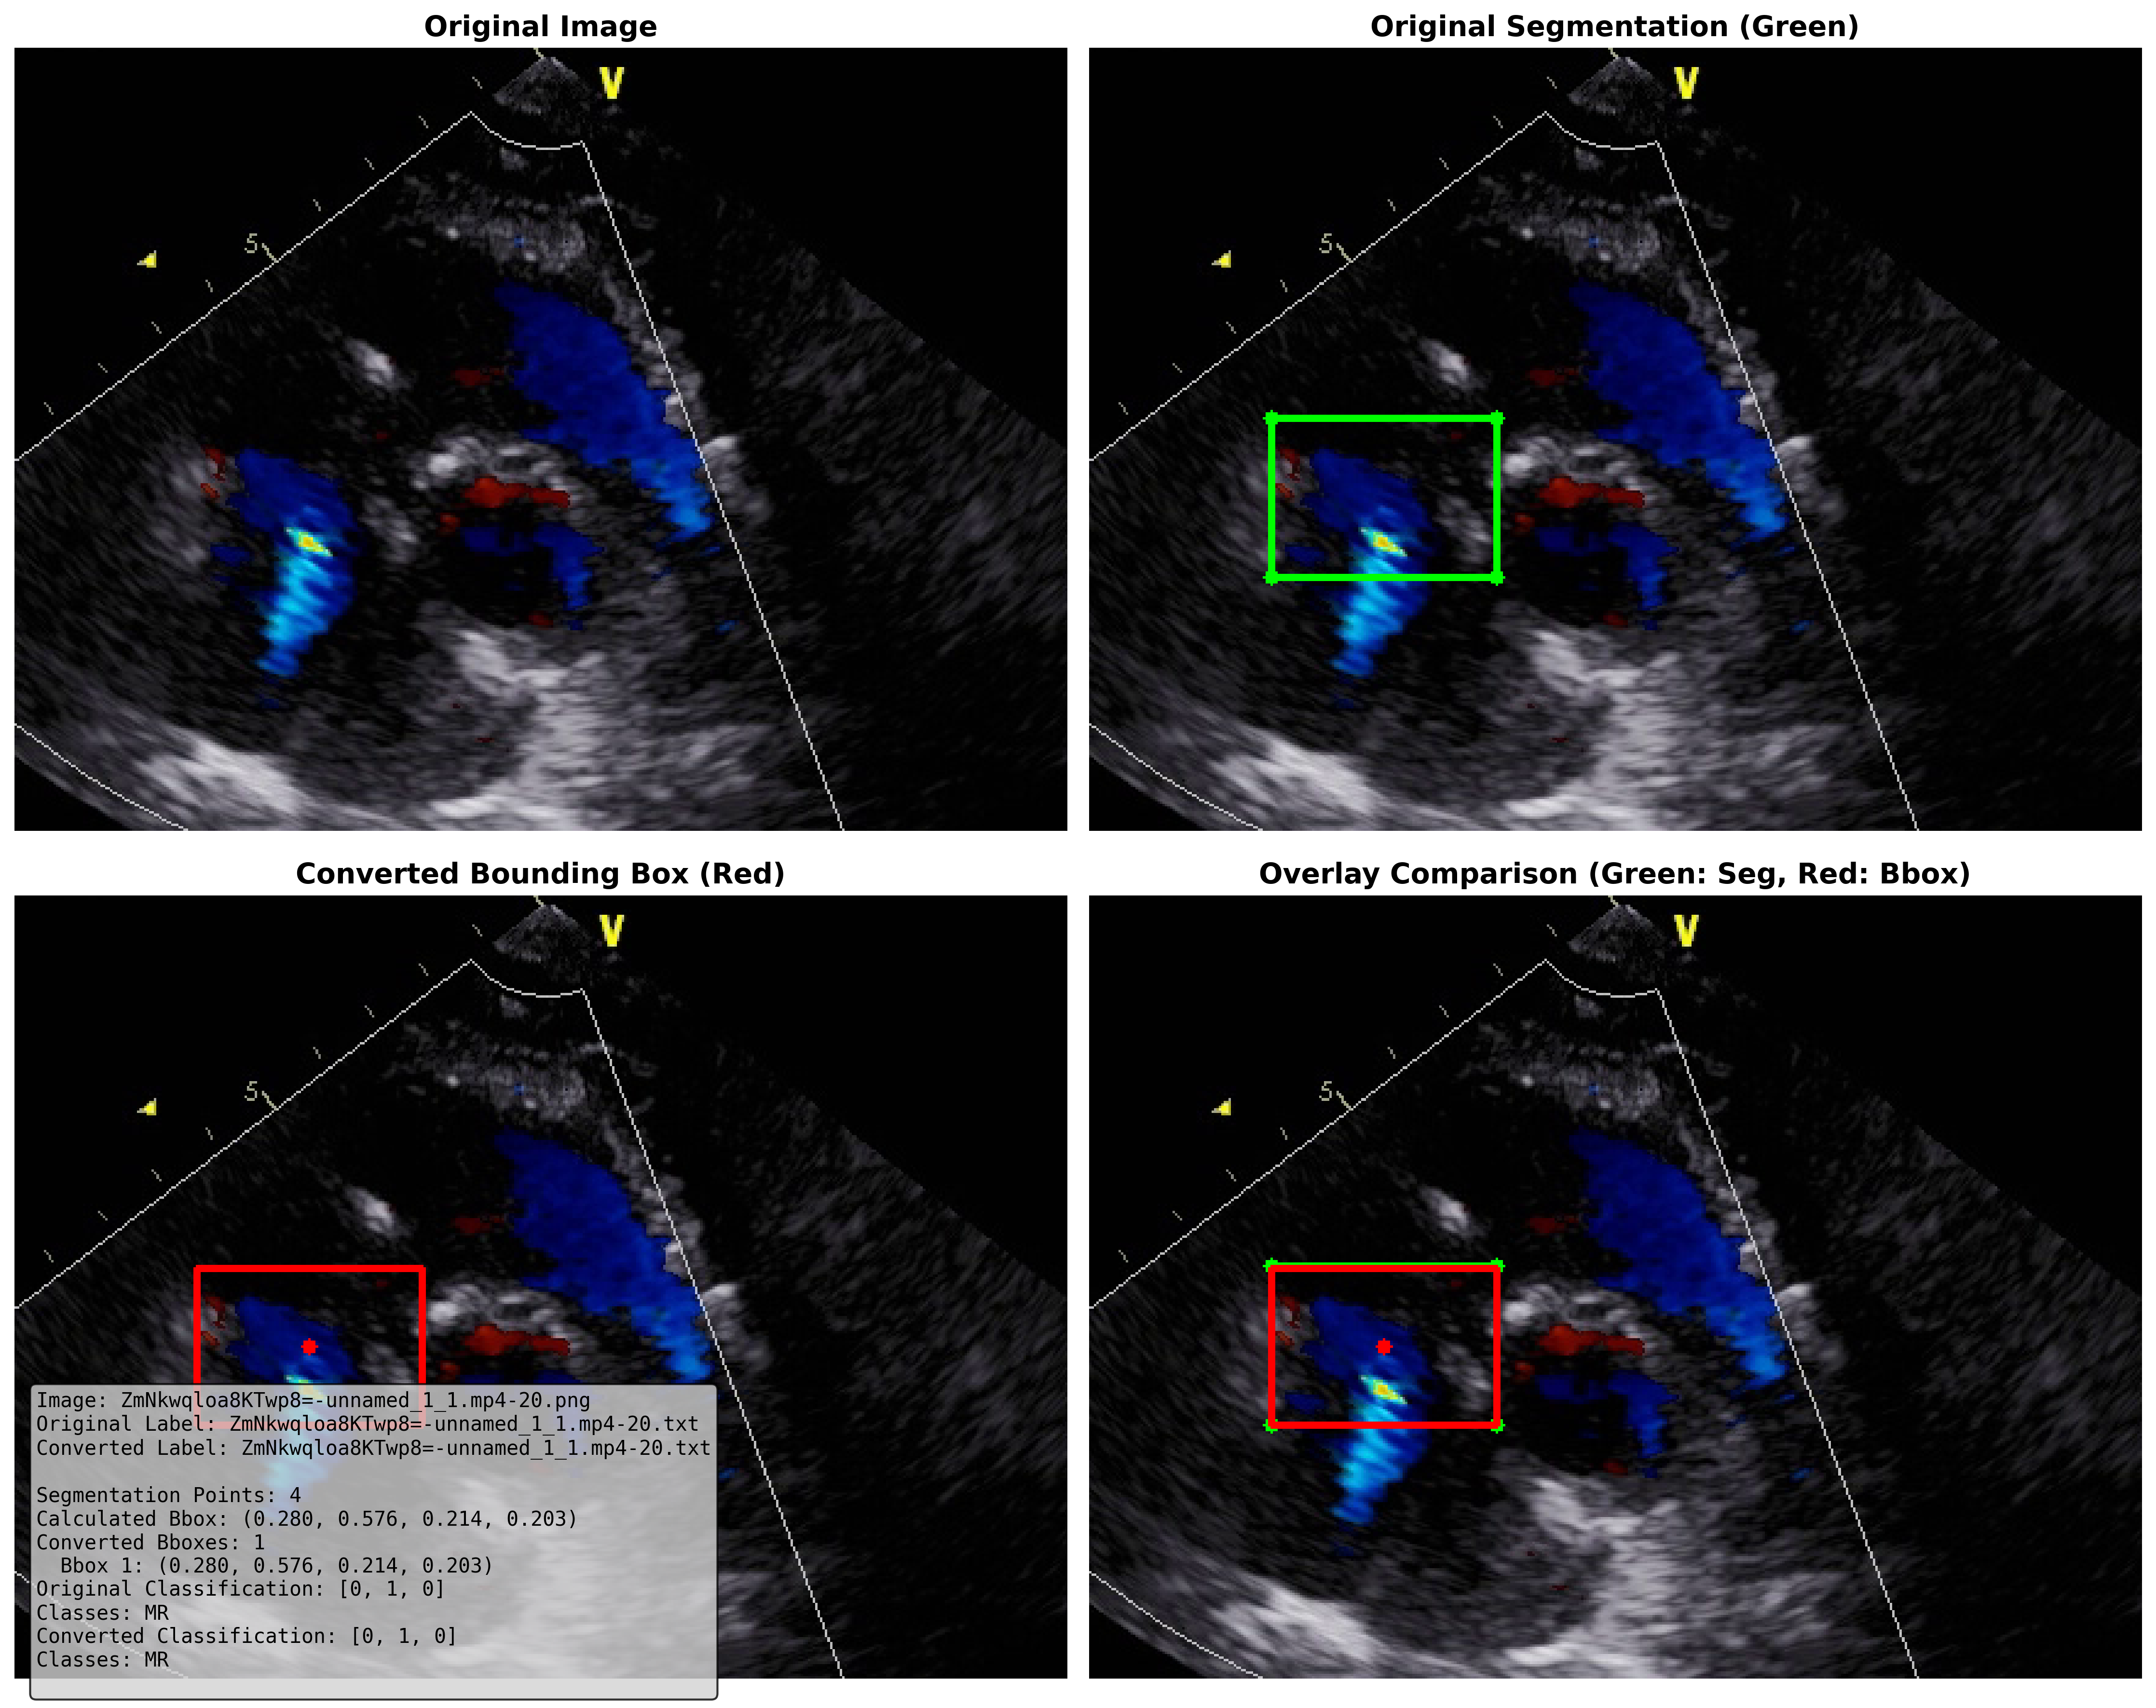 Original Image
V
5
Original Segmentation (Green)
V
5
Converted Bounding Box (Red)
V
5
Image: ZmNkwqloa8KTwp8=-unnamed_1_1.mp4-20.png
Original Label: ZmNkwqloa8KTwp8=-unnamed_1_1.mp4-20.txt
Converted Label: ZmNkwqloa8KTwp8=-unnamed_1_1.mp4-20.txt
Segmentation Points: 4
Calculated Bbox: (0.280, 0.576, 0.214, 0.203)
Converted Bboxes: 1
Bbox 1: (0.280, 0.576, 0.214, 0.203)
Original Classification: [0, 1, 0]
Classes: MR
Converted Classification: [0, 1, 0]
Classes: MR
Overlay Comparison (Green: Seg, Red: Bbox)
V
5